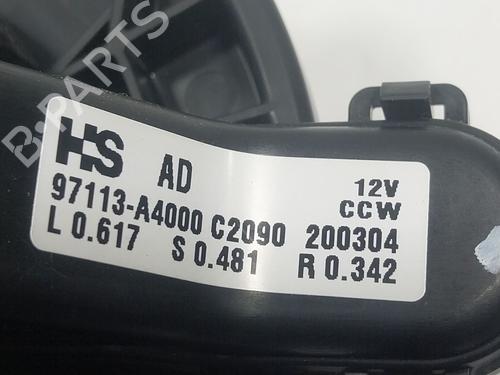 B-PARTS
HS AD 12V
CCW
97113-A4000 C2090 200304
L 0.617 S 0.481 R 0.342